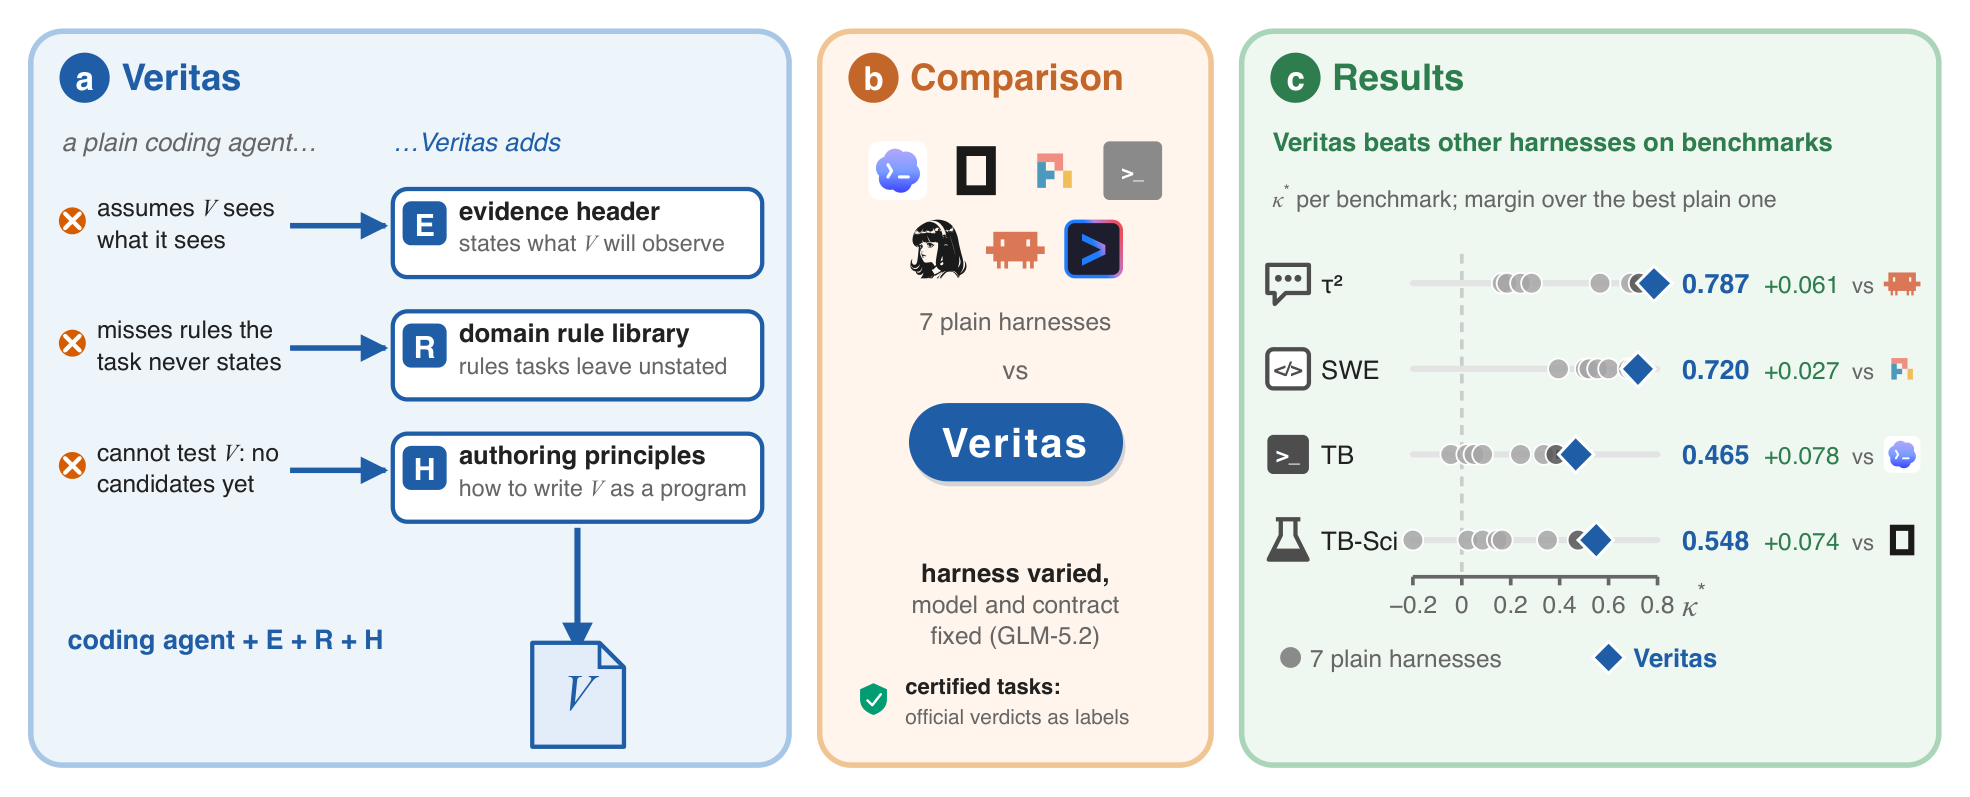 a Veritas
a plain coding agent…
…Veritas adds
assumes V sees
what it sees
E evidence header
states what V will observe
misses rules the
task never states
R domain rule library
rules tasks leave unstated
cannot test V: no
candidates yet
H authoring principles
how to write V as a program
coding agent + E + R + H
V
b Comparison
>_
7 plain harnesses
vs
Veritas
harness varied,
model and contract
fixed (GLM-5.2)
certified tasks:
official verdicts as labels
c Results
Veritas beats other harnesses on benchmarks
κ* per benchmark; margin over the best plain one
τ² 0.787 +0.061 vs
</> SWE 0.720 +0.027 vs
>_ TB 0.465 +0.078 vs
TB-Sci 0.548 +0.074 vs
−0.2 0 0.2 0.4 0.6 0.8 κ*
7 plain harnesses
Veritas